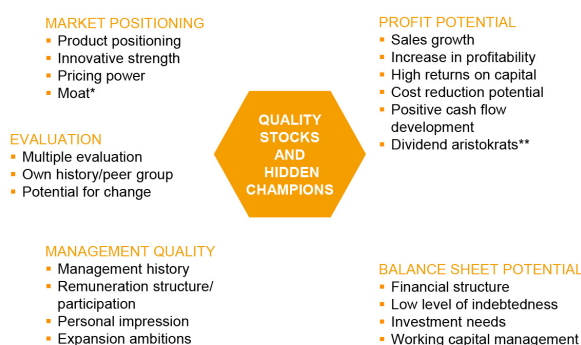 MARKET POSITIONING
▪ Product positioning
▪ Innovative strength
▪ Pricing power
▪ Moat*
PROFIT POTENTIAL
▪ Sales growth
▪ Increase in profitability
▪ High returns on capital
▪ Cost reduction potential
▪ Positive cash flow
development
▪ Dividend aristokrats**
QUALITY
STOCKS
AND
HIDDEN
CHAMPIONS
EVALUATION
▪ Multiple evaluation
▪ Own history/peer group
▪ Potential for change
MANAGEMENT QUALITY
▪ Management history
▪ Remuneration structure/
participation
▪ Personal impression
▪ Expansion ambitions
BALANCE SHEET POTENTIAL
▪ Financial structure
▪ Low level of indebtedness
▪ Investment needs
▪ Working capital management